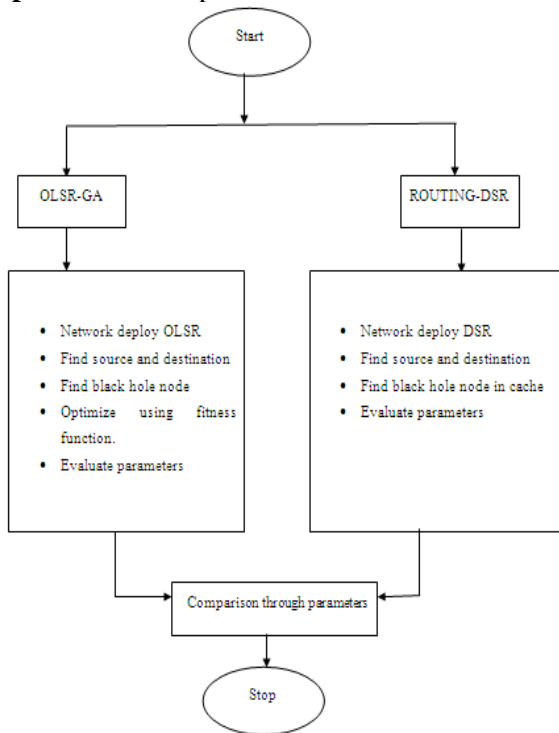 Start
OLSR-GA
ROUTING-DSR
• Network deploy OLSR
• Find source and destination
• Find black hole node
• Optimize using fitness
function.
• Evaluate parameters
• Network deploy DSR
• Find source and destination
• Find black hole node in cache
• Evaluate parameters
Comparison through parameters
Stop